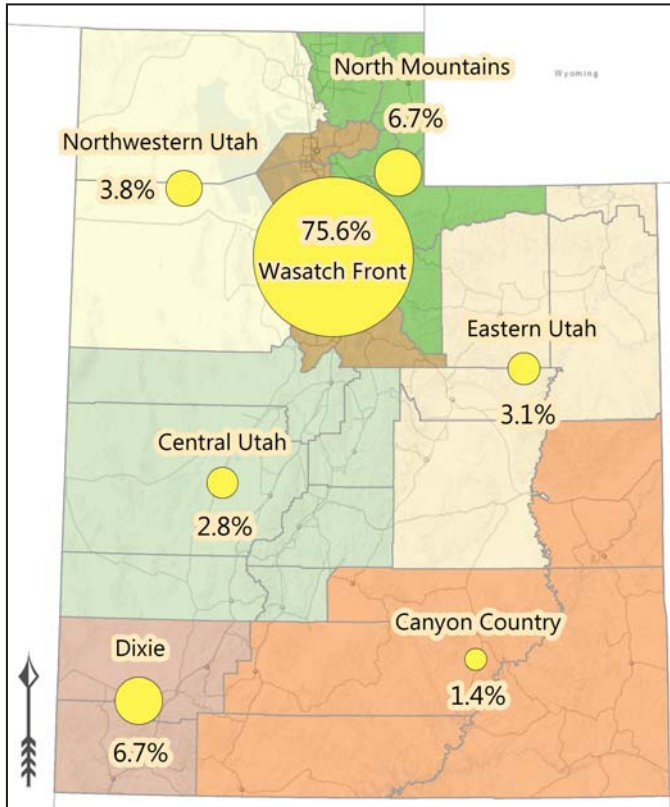 North Mountains
6.7%
Wyoming
Northwestern Utah
3.8%
75.6%
Wasatch Front
Eastern Utah
3.1%
Central Utah
2.8%
Canyon Country
1.4%
Dixie
6.7%